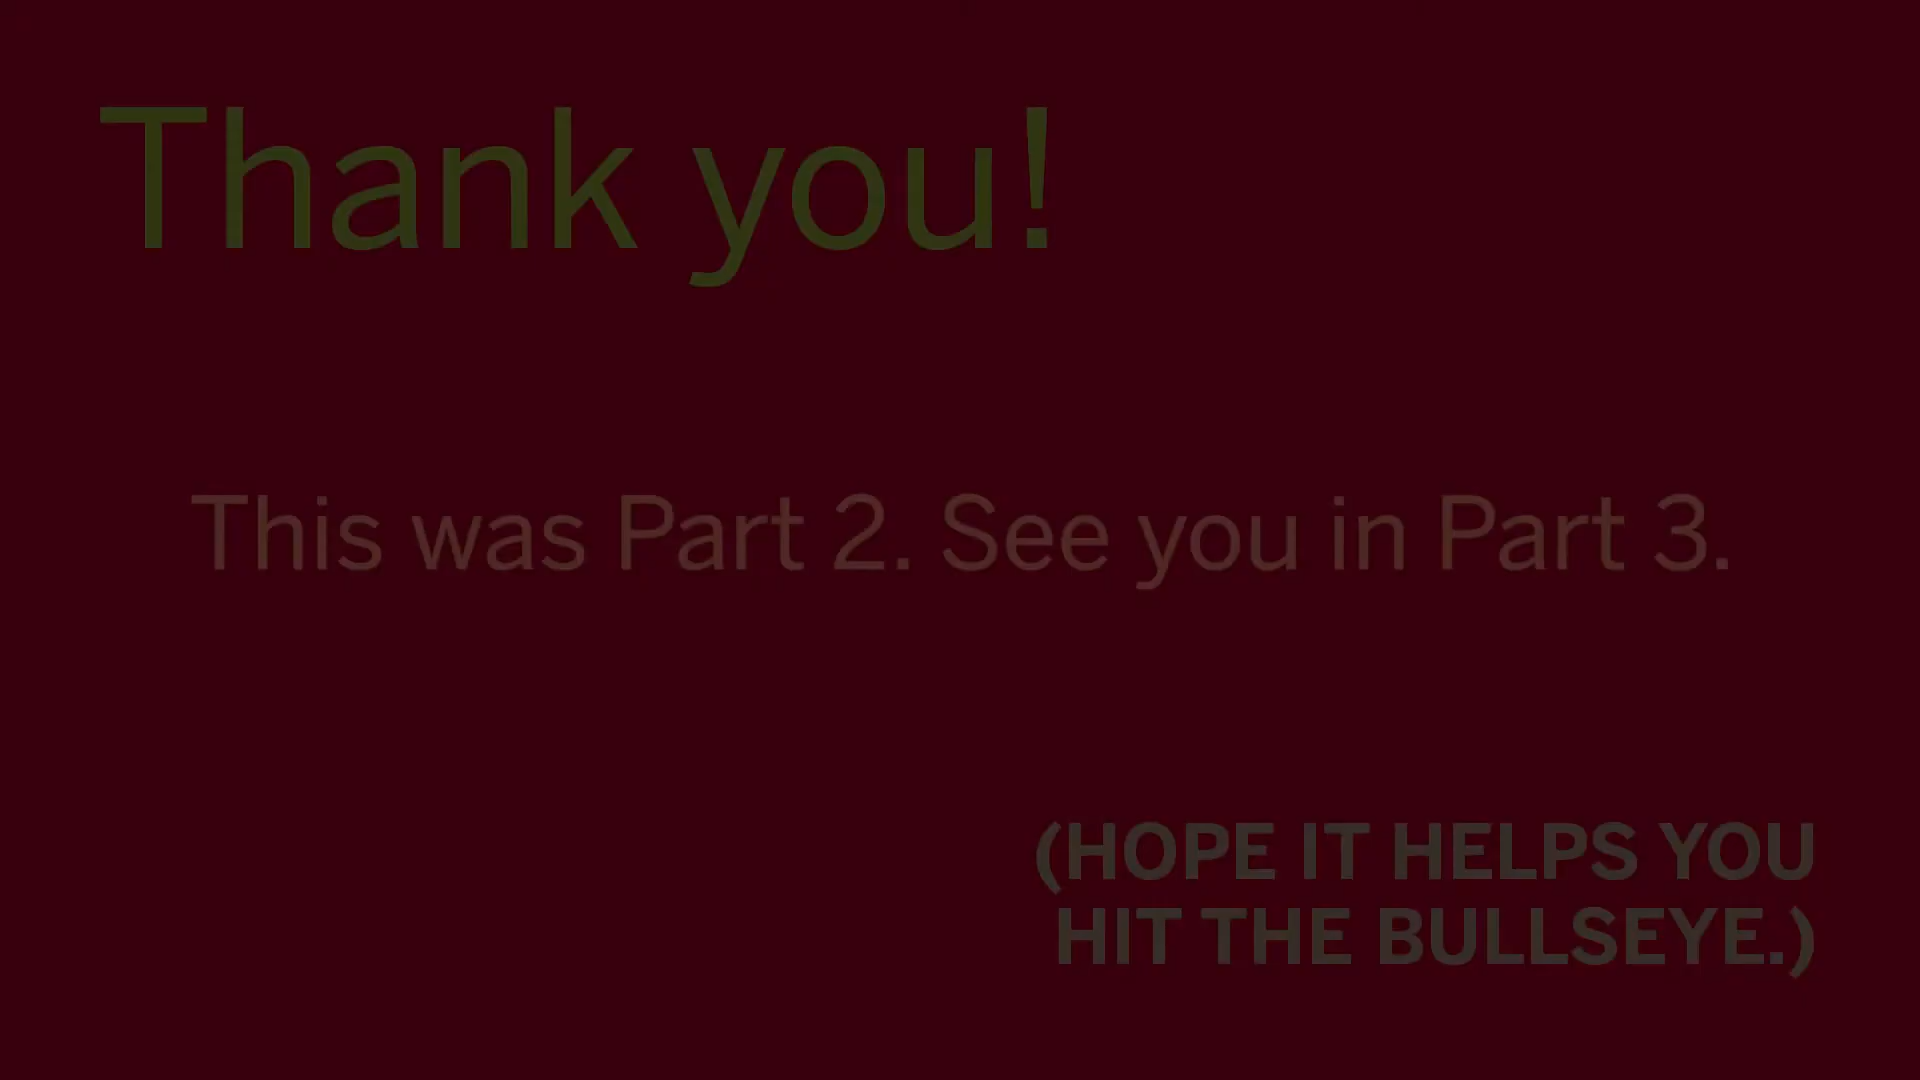 Thank you!
This was Part 2. See you in Part 3.
(HOPE IT HELPS YOU
HIT THE BULLSEYE.)